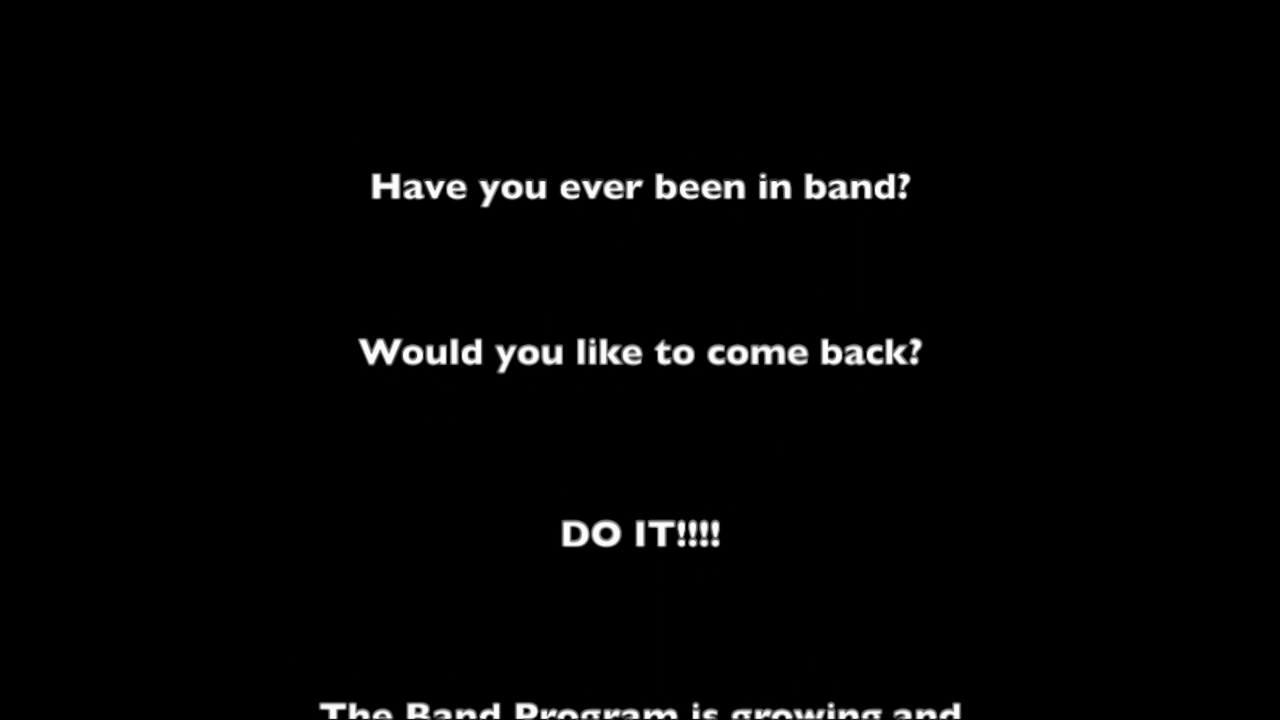 Have you ever been in band?
Would you like to come back?
DO IT!!!!
The Band Program is growing and